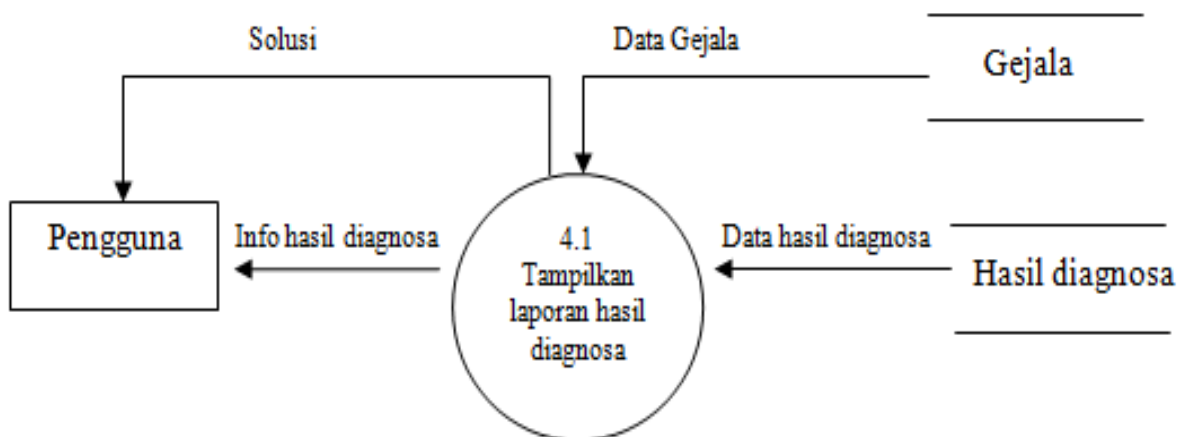 Solusi
Data Gejala
Gejala
Pengguna
Info hasil diagnosa
4.1
Tampilkan
laporan hasil
diagnosa
Data hasil diagnosa
Hasil diagnosa